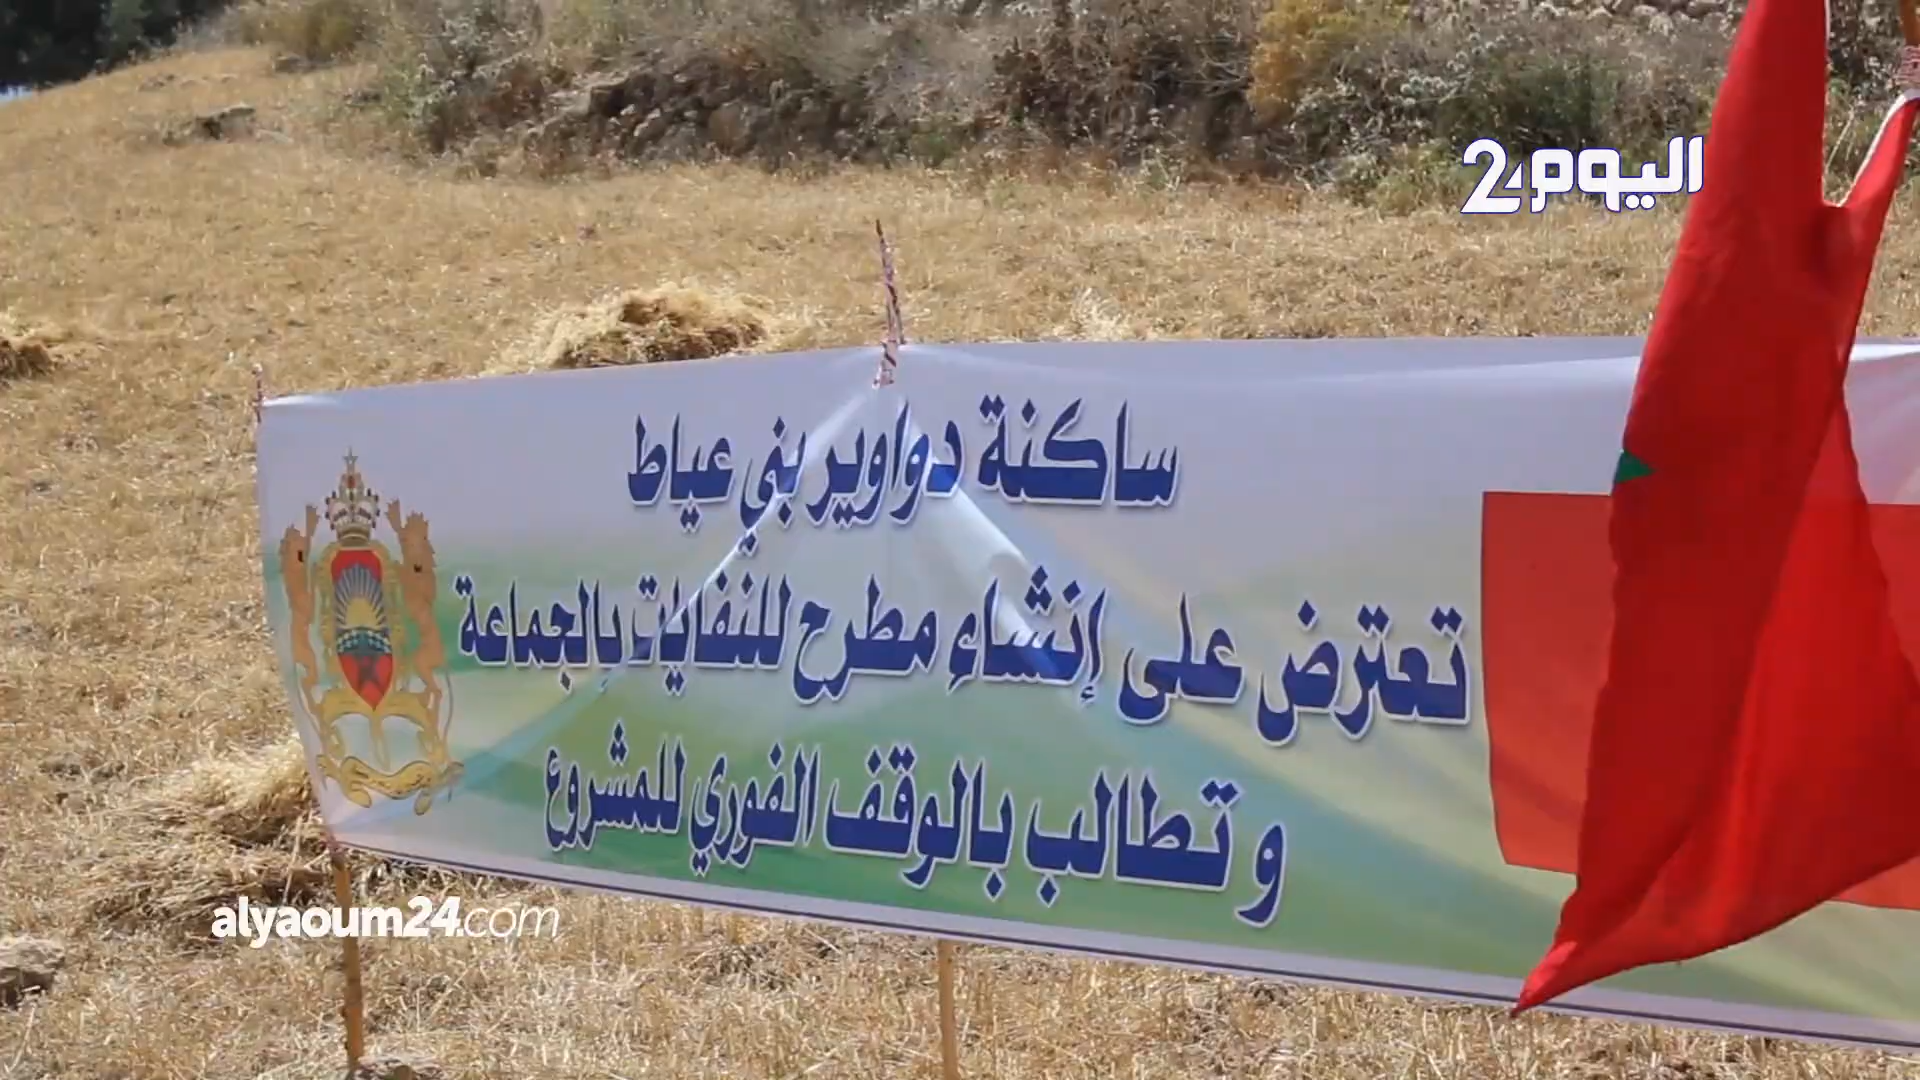 اليوم24
ساكنة دواوير بني عياط
تعترض على إنشاء مطرح للنفايات بالجماعة
و تطالب بالوقف الفوري للمشروع
alyaoum24.com